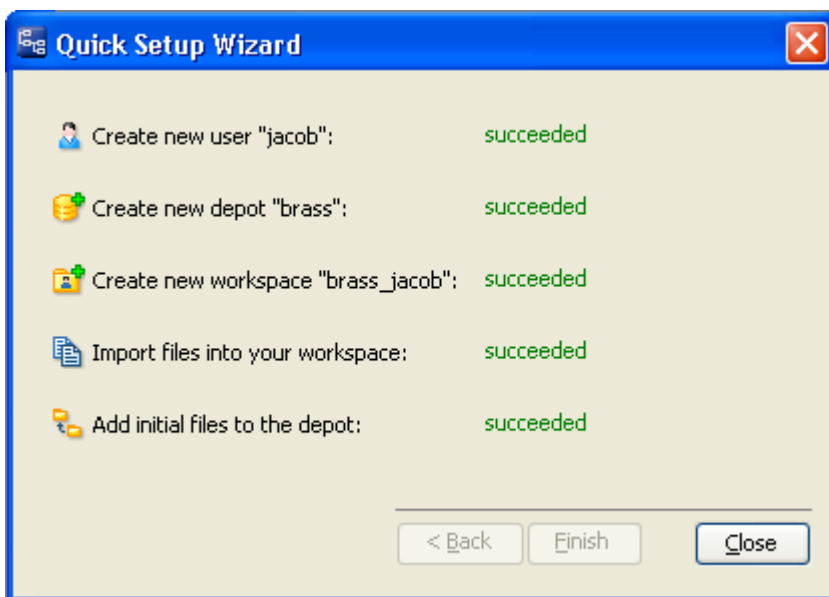 Quick Setup Wizard
Create new user "jacob": succeeded
Create new depot "brass": succeeded
Create new workspace "brass_jacob": succeeded
Import files into your workspace: succeeded
Add initial files to the depot: succeeded
< Back Finish Close